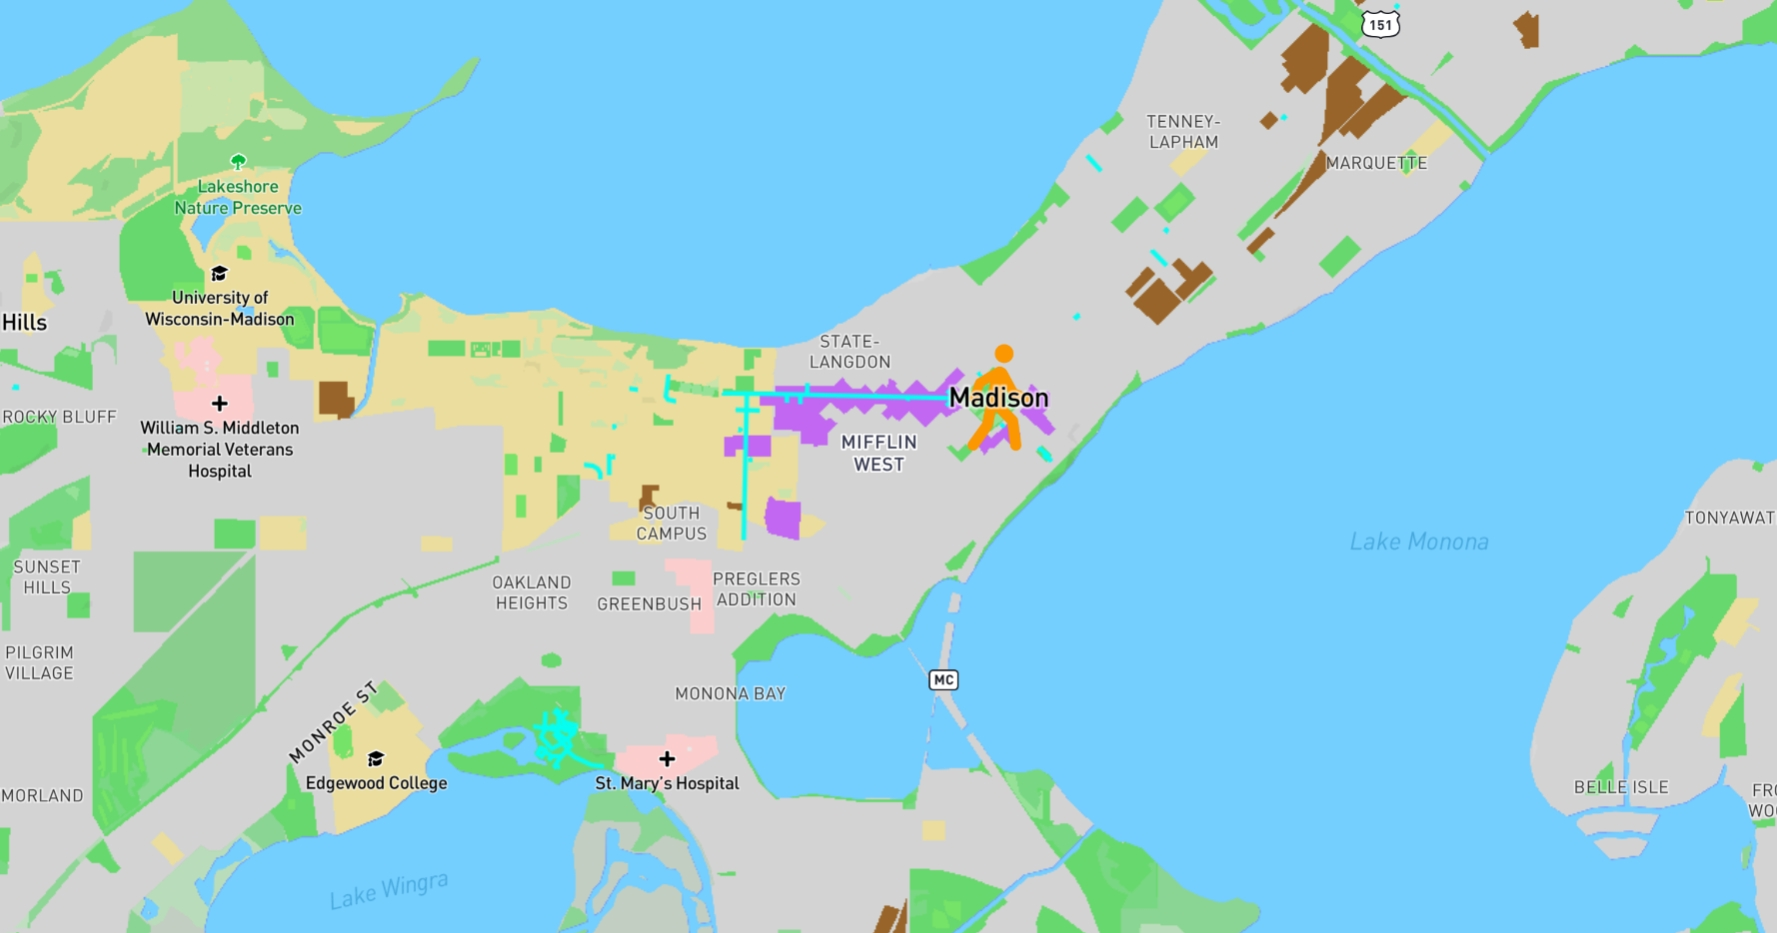 151
TENNEY-
LAPHAM
MARQUETTE
Lakeshore
Nature Preserve
University of
Wisconsin-Madison
Hills
STATE-
LANGDON
Madison
ROCKY BLUFF
William S. Middleton
Memorial Veterans
Hospital
MIFFLIN
WEST
SOUTH
CAMPUS
TONYAWAT
Lake Monona
SUNSET
HILLS
OAKLAND
HEIGHTS
GREENBUSH
PREGLERS
ADDITION
PILGRIM
VILLAGE
MC
MONONA BAY
MONROE ST
Edgewood College
St. Mary's Hospital
MORLAND
BELLE ISLE
FRO
WOO
Lake Wingra